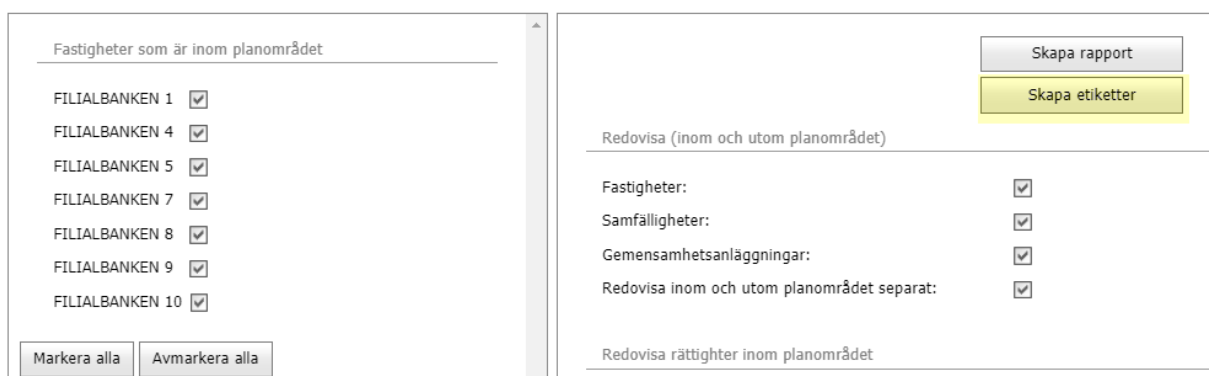 Fastigheter som är inom planområdet
FILIALBANKEN 1
FILIALBANKEN 4
FILIALBANKEN 5
FILIALBANKEN 7
FILIALBANKEN 8
FILIALBANKEN 9
FILIALBANKEN 10
Markera alla
Avmarkera alla
Skapa rapport
Skapa etiketter
Redovisa (inom och utom planområdet)
Fastigheter:
Samfälligheter:
Gemensamhetsanläggningar:
Redovisa inom och utom planområdet separat:
Redovisa rättighter inom planområdet